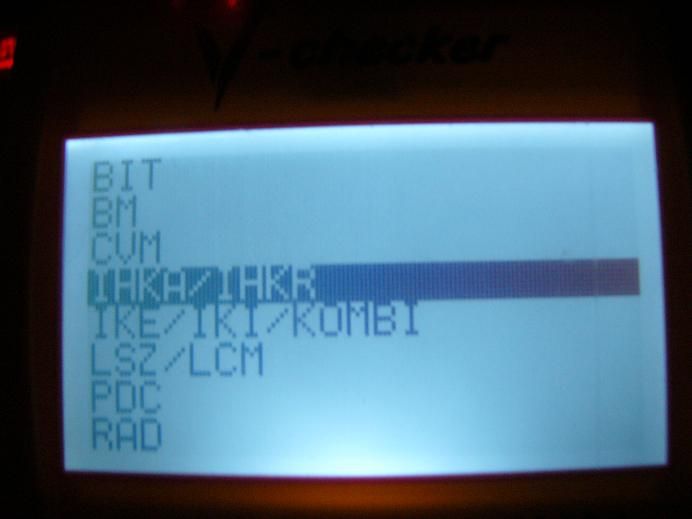 V-checker
BIT
BM
CVM
IHKA/IHKR
IKE/IKI/KOMBI
LSZ/LCM
PDC
RAD